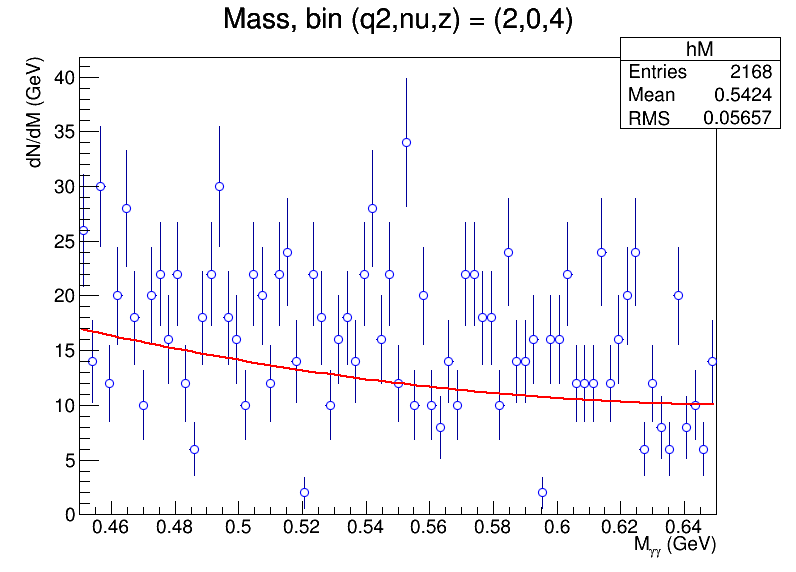 Mass, bin (q2,nu,z) = (2,0,4)
hM
Entries 2168
Mean 0.5424
RMS 0.05657
dN/dM (GeV)
40
35
30
25
20
15
10
5
0
0.46 0.48 0.5 0.52 0.54 0.56 0.58 0.6 0.62 0.64
Mγγ (GeV)